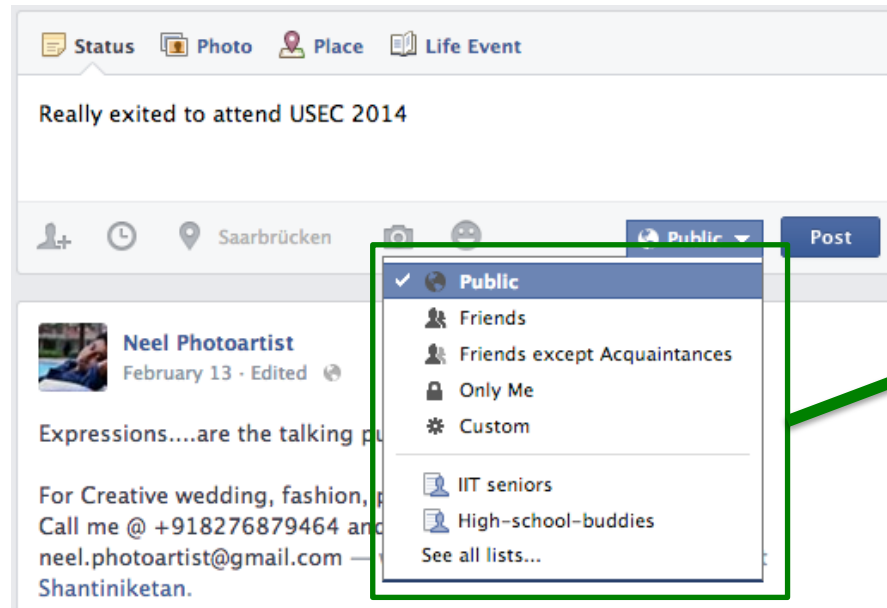 Status Photo Place Life Event
Really exited to attend USEC 2014
Saarbrücken Public Post
Public
Friends
Friends except Acquaintances
Only Me
Custom
IIT seniors
High-school-buddies
See all lists...
Neel Photoartist
February 13 · Edited
Expressions....are the talking
For Creative wedding, fashion,
Call me @ +918276879464 and
neel.photoartist@gmail.com —
Shantiniketan.